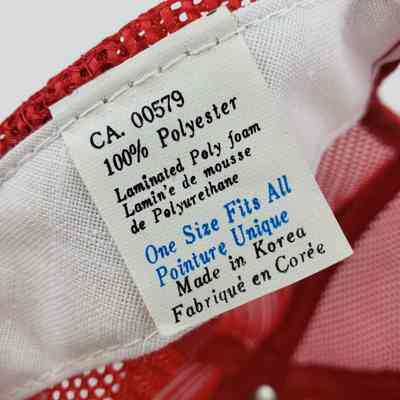 CA. 00579
100% Polyester
Laminated Poly foam
Lamin'e de mousse
de Polyurethane
One Size Fits All
Pointure Unique
Made in Korea
Fabriqué en Corée